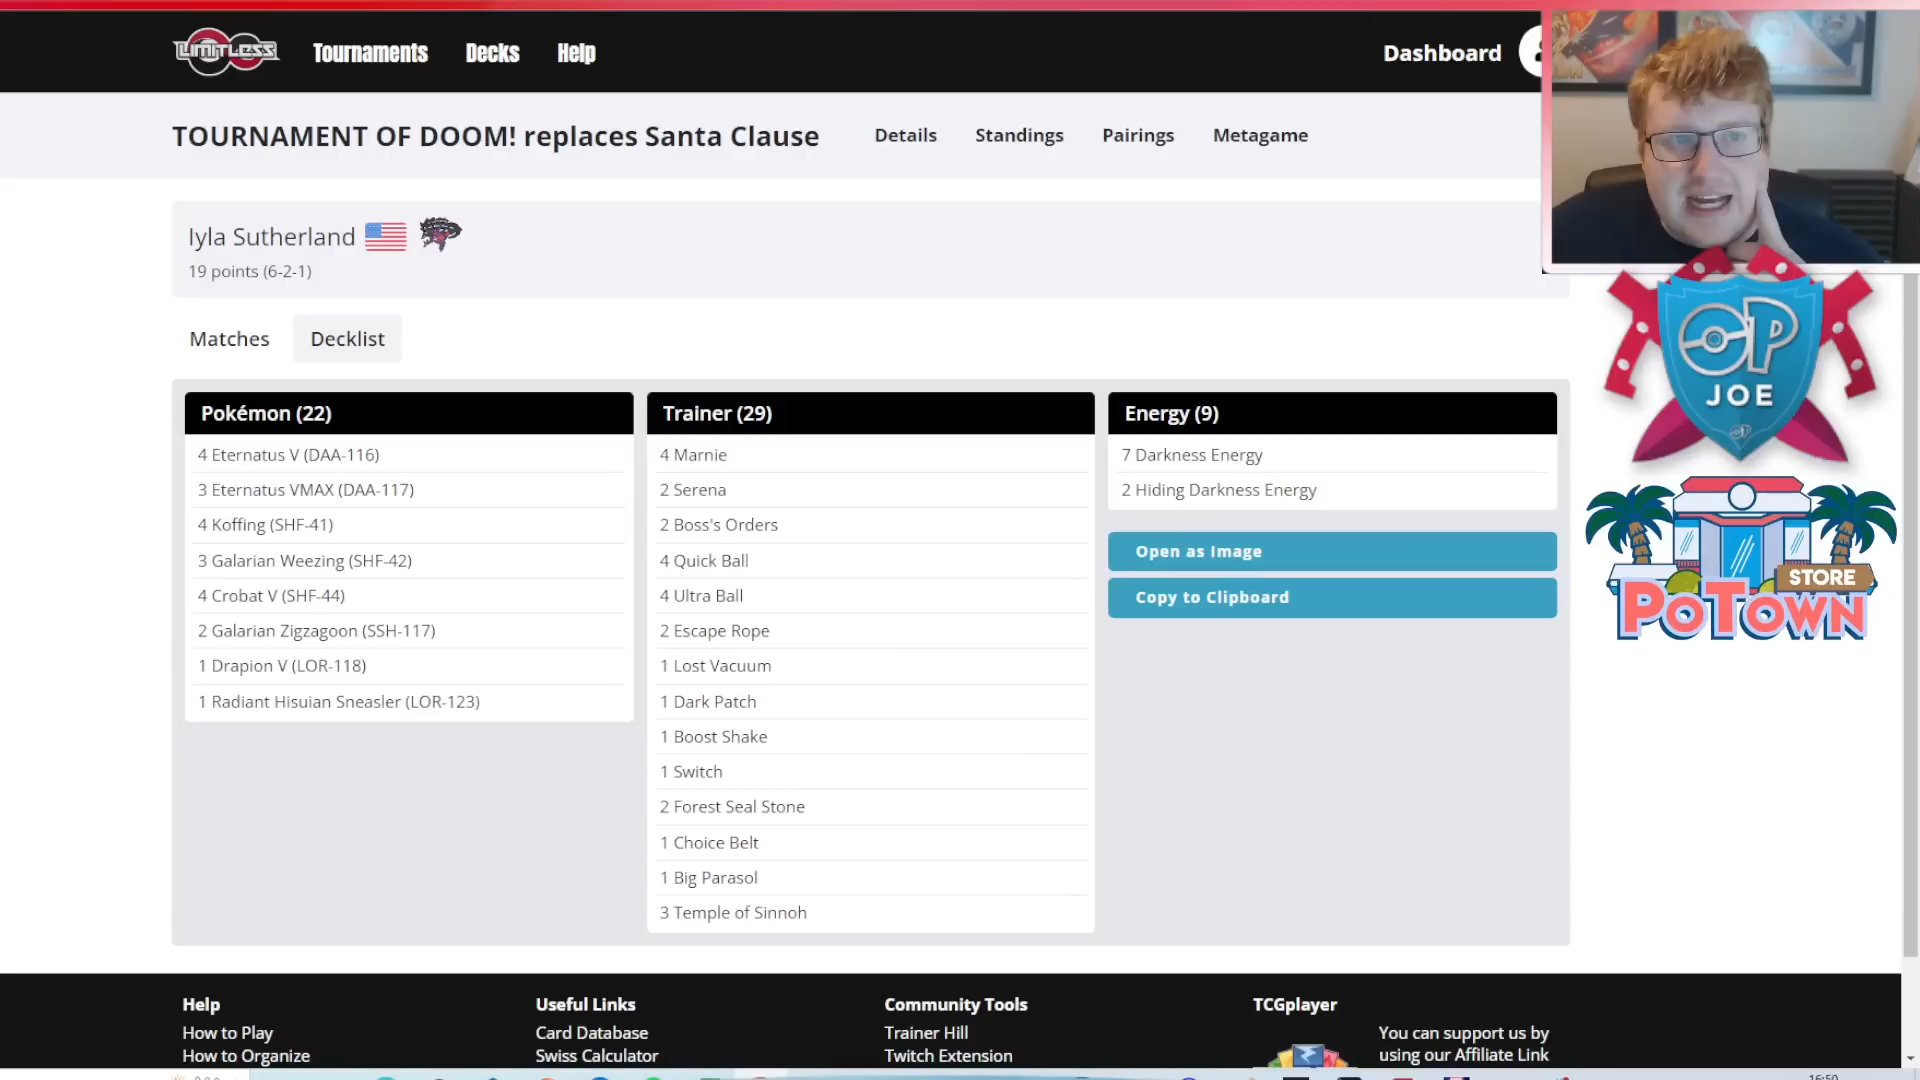 LIMITLESS
Tournaments
Decks
Help
Dashboard
TOURNAMENT OF DOOM! replaces Santa Clause
Details
Standings
Pairings
Metagame
Iyla Sutherland
19 points (6-2-1)
Matches
Decklist
Pokémon (22)
4 Eternatus V (DAA-116)
3 Eternatus VMAX (DAA-117)
4 Koffing (SHF-41)
3 Galarian Weezing (SHF-42)
4 Crobat V (SHF-44)
2 Galarian Zigzagoon (SSH-117)
1 Drapion V (LOR-118)
1 Radiant Hisuian Sneasler (LOR-123)
Trainer (29)
4 Marnie
2 Serena
2 Boss's Orders
4 Quick Ball
4 Ultra Ball
2 Escape Rope
1 Lost Vacuum
1 Dark Patch
1 Boost Shake
1 Switch
2 Forest Seal Stone
1 Choice Belt
1 Big Parasol
3 Temple of Sinnoh
Energy (9)
7 Darkness Energy
2 Hiding Darkness Energy
Open as Image
Copy to Clipboard
OP
JOE
STORE
POTOWN
Help
How to Play
How to Organize
Useful Links
Card Database
Swiss Calculator
Community Tools
Trainer Hill
Twitch Extension
TCGplayer
You can support us by
using our Affiliate Link